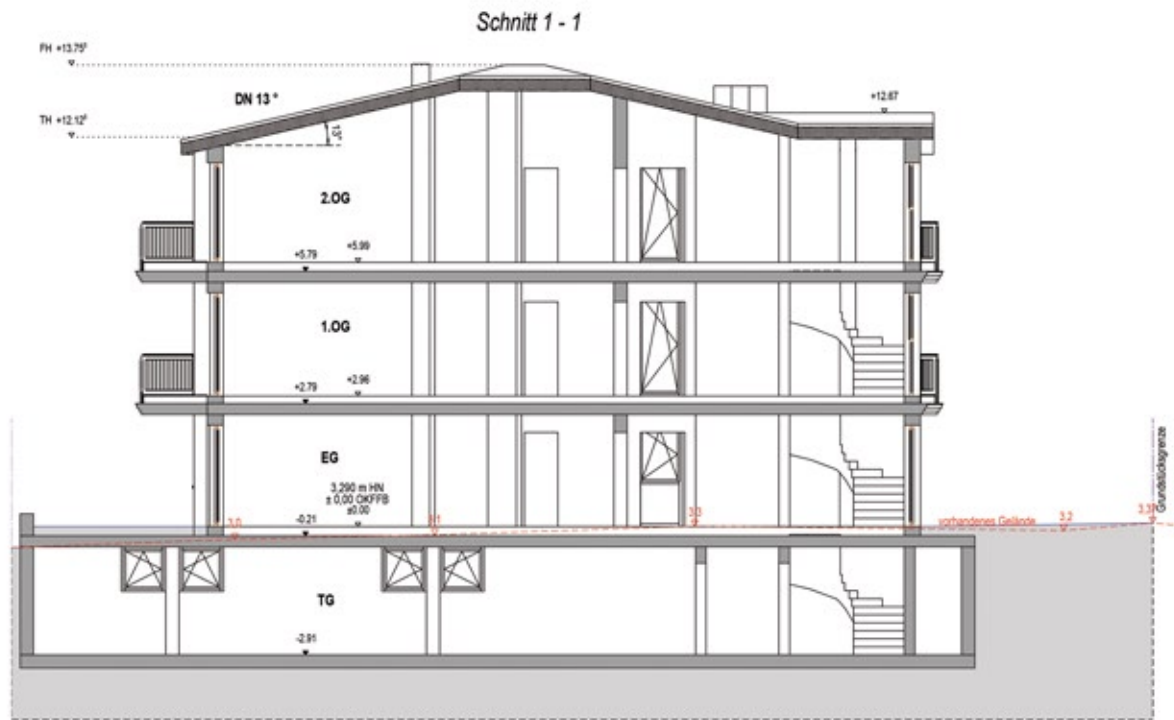 Schnitt 1 - 1
FH +13.75⁵
DN 13 °
TH +12.12⁵
13°
+12.67
2.OG
+5.79
+5.99
1.OG
+2.79
+2.96
EG
3,290 m HN
± 0,00 OKFFB
±0.00
-0.21
3,0
3,1
3,3
vorhandenes Gelände
3,2
3,3
Grundstücksgrenze
TG
-2.91